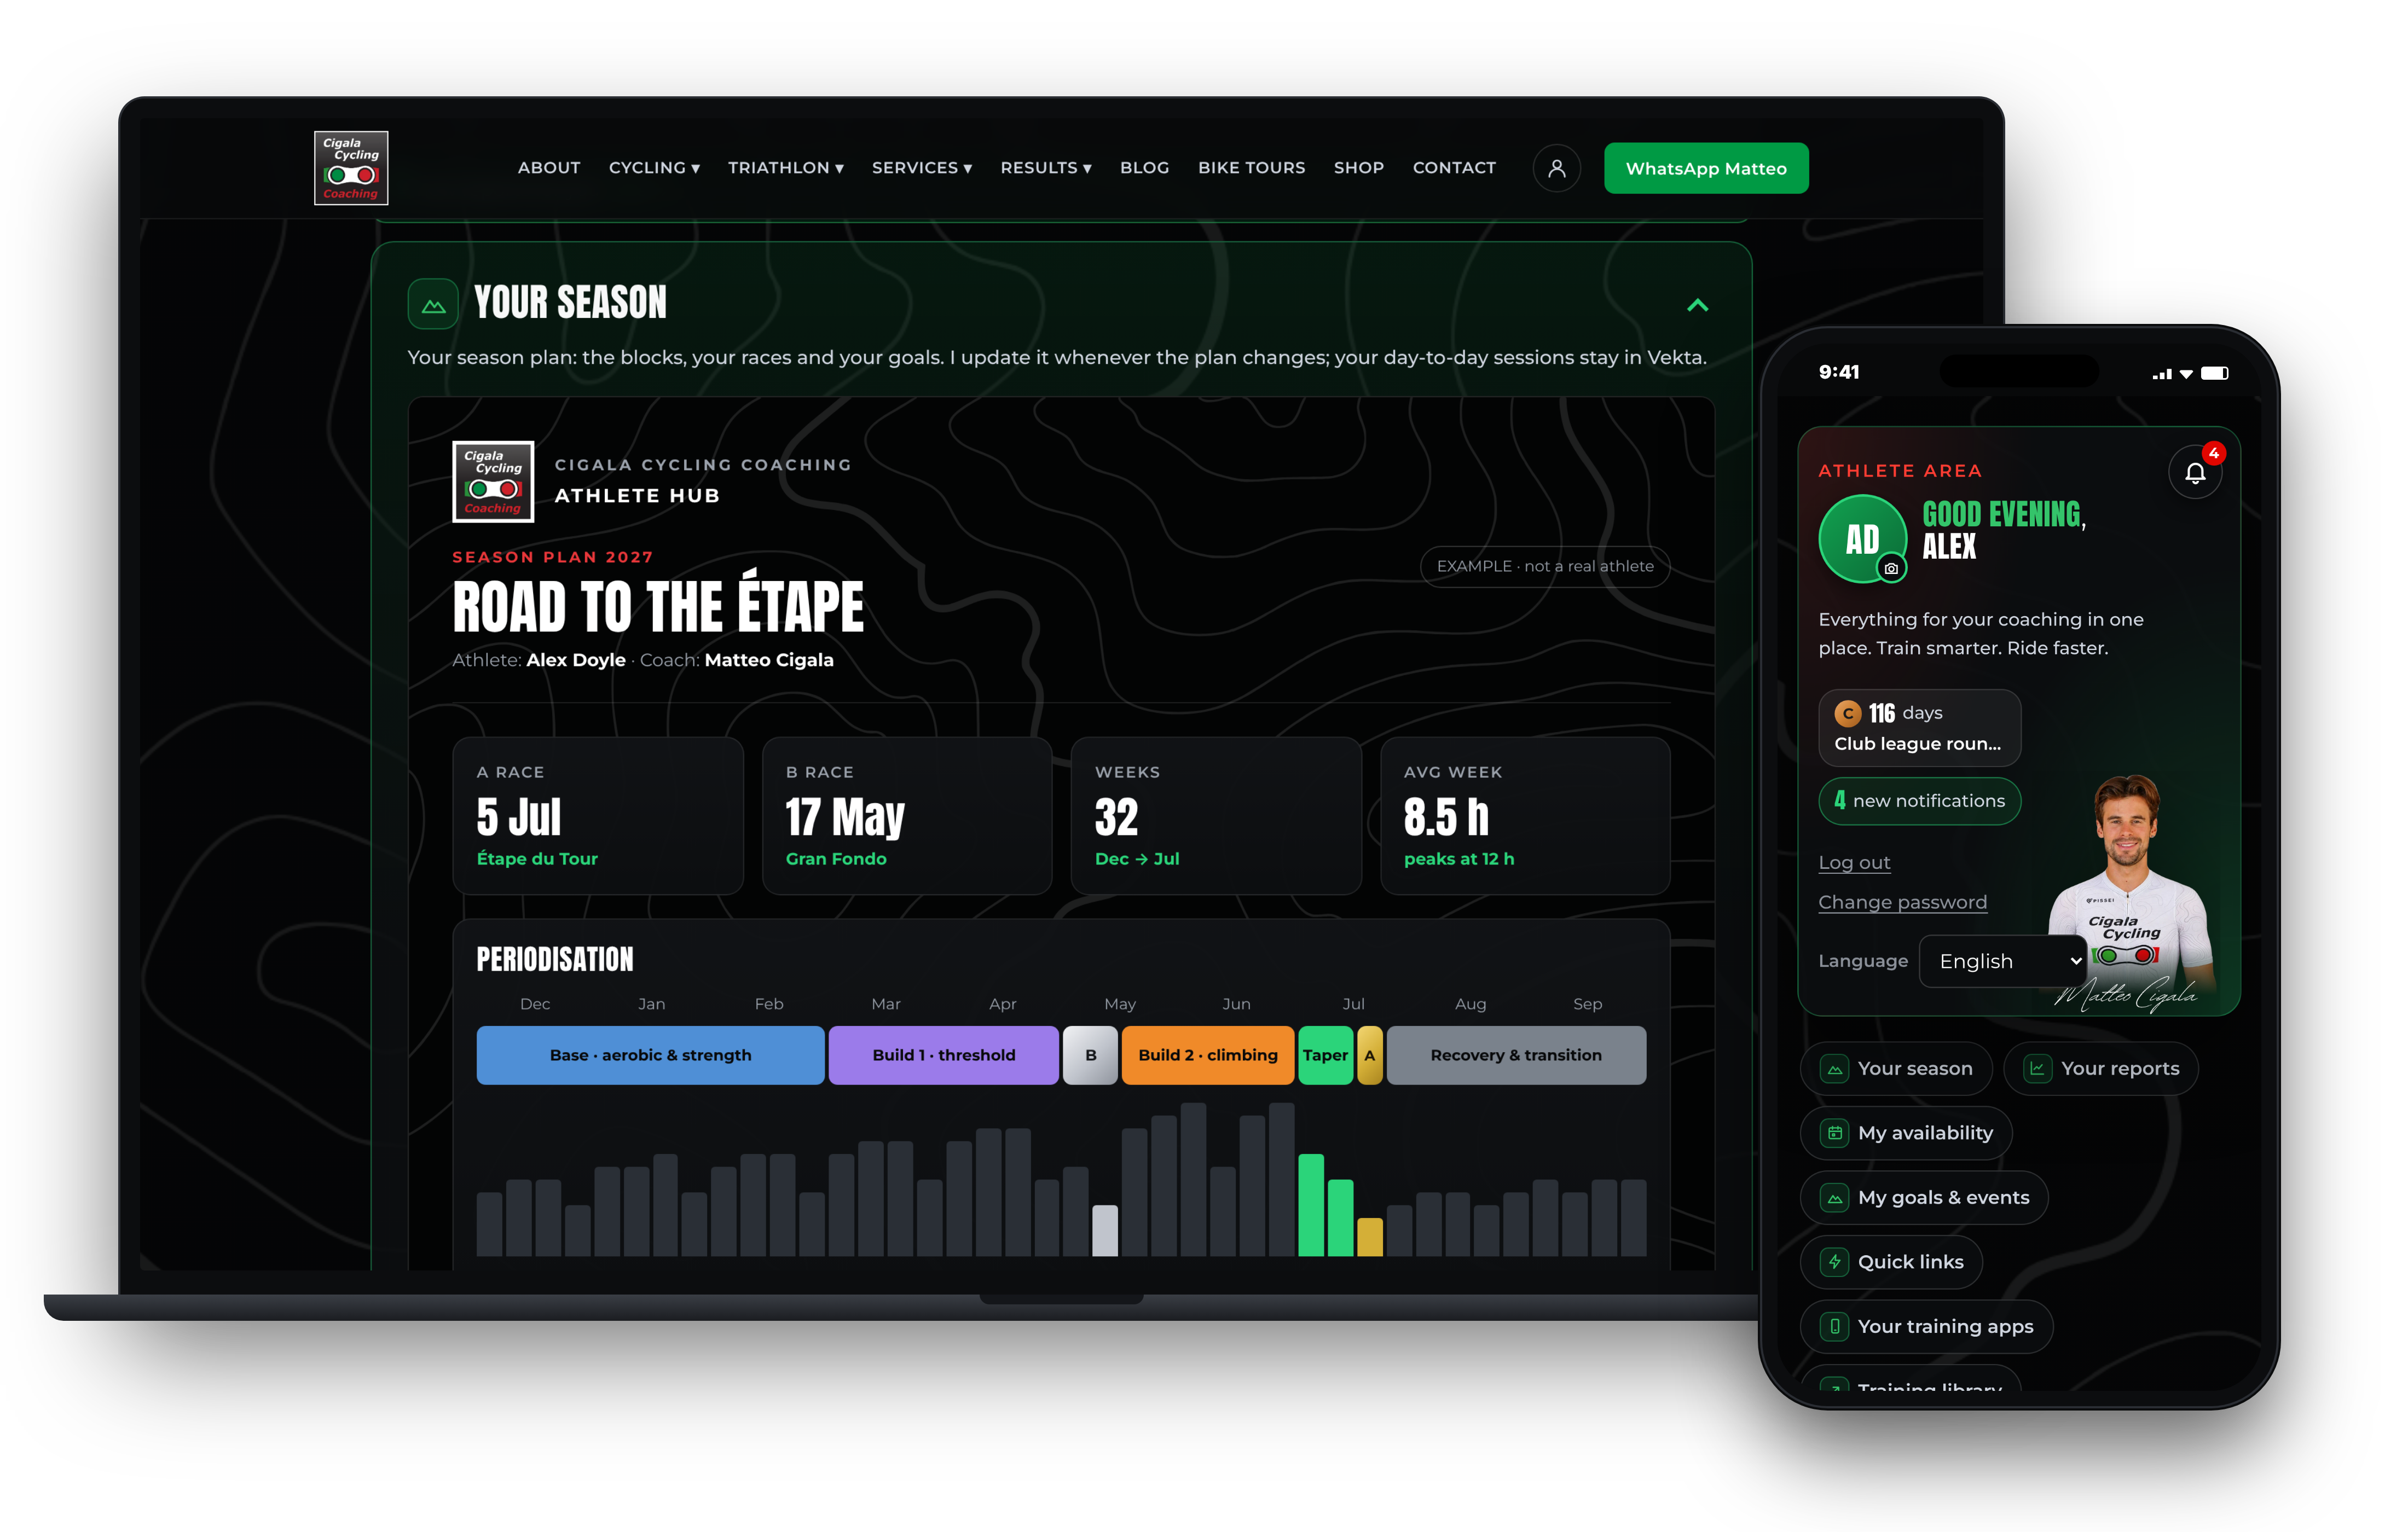 Cigala
Cycling
Coaching
ABOUT CYCLING ▾ TRIATHLON ▾ SERVICES ▾ RESULTS ▾ BLOG BIKE TOURS SHOP CONTACT WhatsApp Matteo
YOUR SEASON
Your season plan: the blocks, your races and your goals. I update it whenever the plan changes; your day-to-day sessions stay in Vekta.
Cigala
Cycling
Coaching
CIGALA CYCLING COACHING
ATHLETE HUB
SEASON PLAN 2027
ROAD TO THE ÉTAPE
Athlete: Alex Doyle · Coach: Matteo Cigala
EXAMPLE · not a real athlete
A RACE
5 Jul
Étape du Tour
B RACE
17 May
Gran Fondo
WEEKS
32
Dec → Jul
AVG WEEK
8.5 h
peaks at 12 h
PERIODISATION
Dec Jan Feb Mar Apr May Jun Jul Aug Sep
Base · aerobic & strength Build 1 · threshold B Build 2 · climbing Taper A Recovery & transition
9:41
ATHLETE AREA
4
AD
GOOD EVENING,
ALEX
Everything for your coaching in one
place. Train smarter. Ride faster.
C 116 days
Club league roun...
4 new notifications
Log out
Change password
Language English
PISSEI
Cigala
Cycling
Matteo Cigala
Your season Your reports
My availability
My goals & events
Quick links
Your training apps
Training library